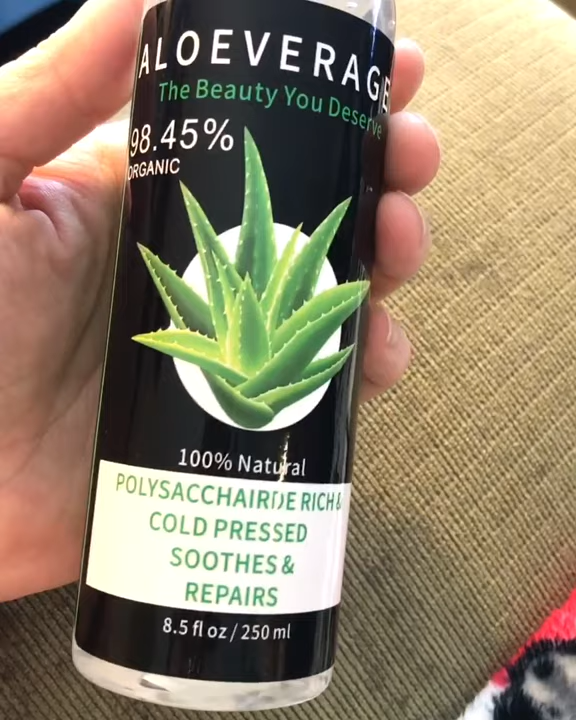 ALOEVERAGE
The Beauty You Deserve
98.45%
ORGANIC
100% Natural
POLYSACCHAIRDE RICH &
COLD PRESSED
SOOTHES &
REPAIRS
8.5 fl oz / 250 ml